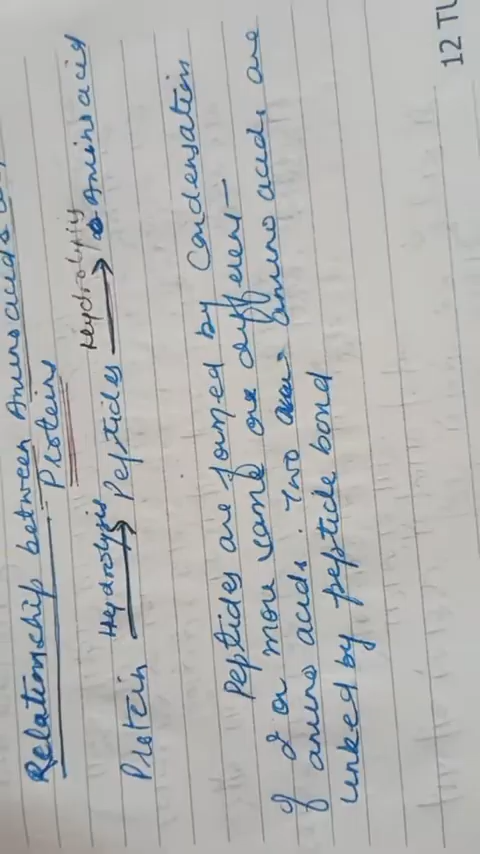 Relationship between Amino acids
Proteins
Protein Hydrolysis → Peptides Hydrolysis → Amino acid
Peptides are formed by Condensation
of 2 or more same or different
amino acids. Two amino acids are
linked by peptide bond
12 TU